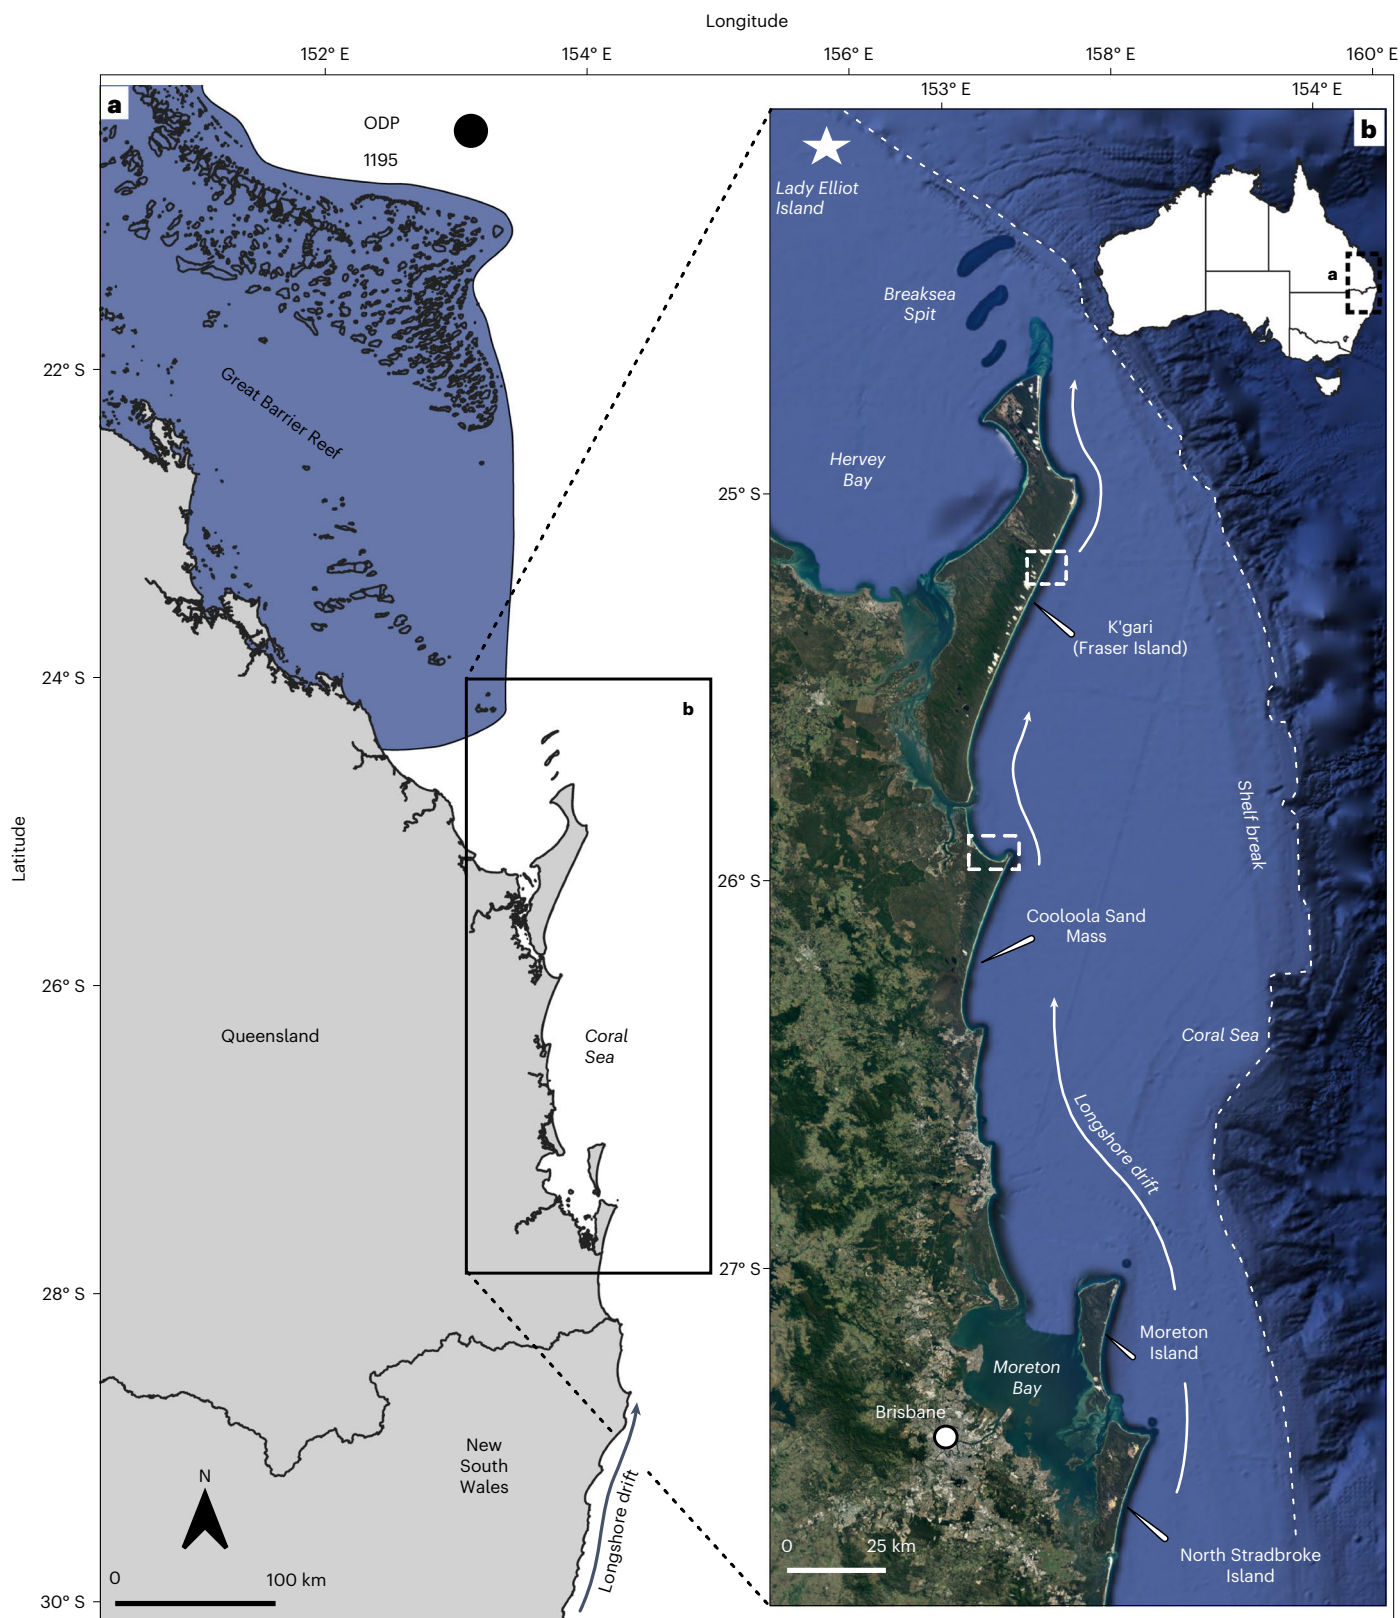 Longitude
152° E
154° E
156° E
158° E
160° E
153° E
154° E
a
ODP
1195
b
Lady Elliot
Island
Breaksea
Spit
a
22° S
Great Barrier Reef
Hervey
Bay
25° S
K'gari
(Fraser Island)
24° S
b
Shelf break
Latitude
26° S
Cooloola Sand
Mass
26° S
Queensland
Coral
Sea
Coral Sea
Longshore drift
27° S
28° S
Moreton
Island
Moreton
Bay
Brisbane
New
South
Wales
N
Longshore drift
0
25 km
North Stradbroke
Island
0
100 km
30° S